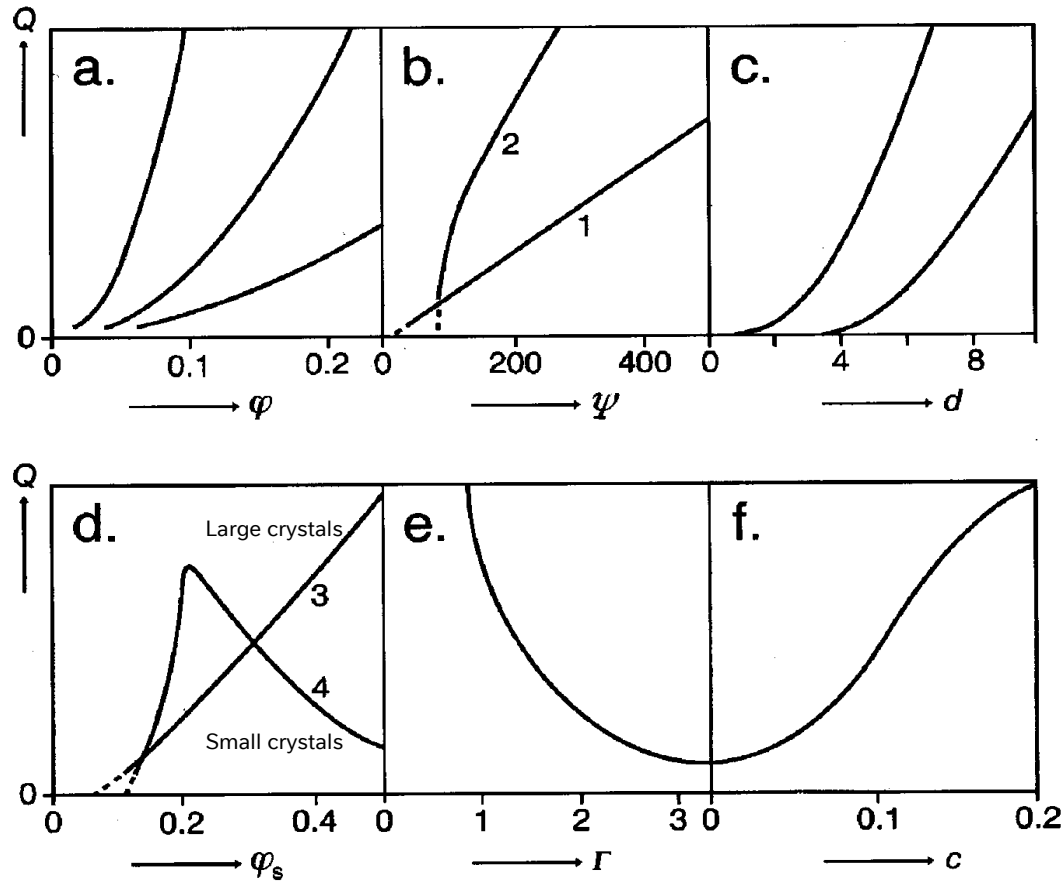 Q
a.
b.
c.
2
1
0
0 0.1 0.2 0 200 400 0 4 8
φ
Ψ
d
Q
d.
e.
f.
Large crystals
3
4
Small crystals
0
0 0.2 0.4 0 1 2 3 0 0.1 0.2
φs
Γ
c